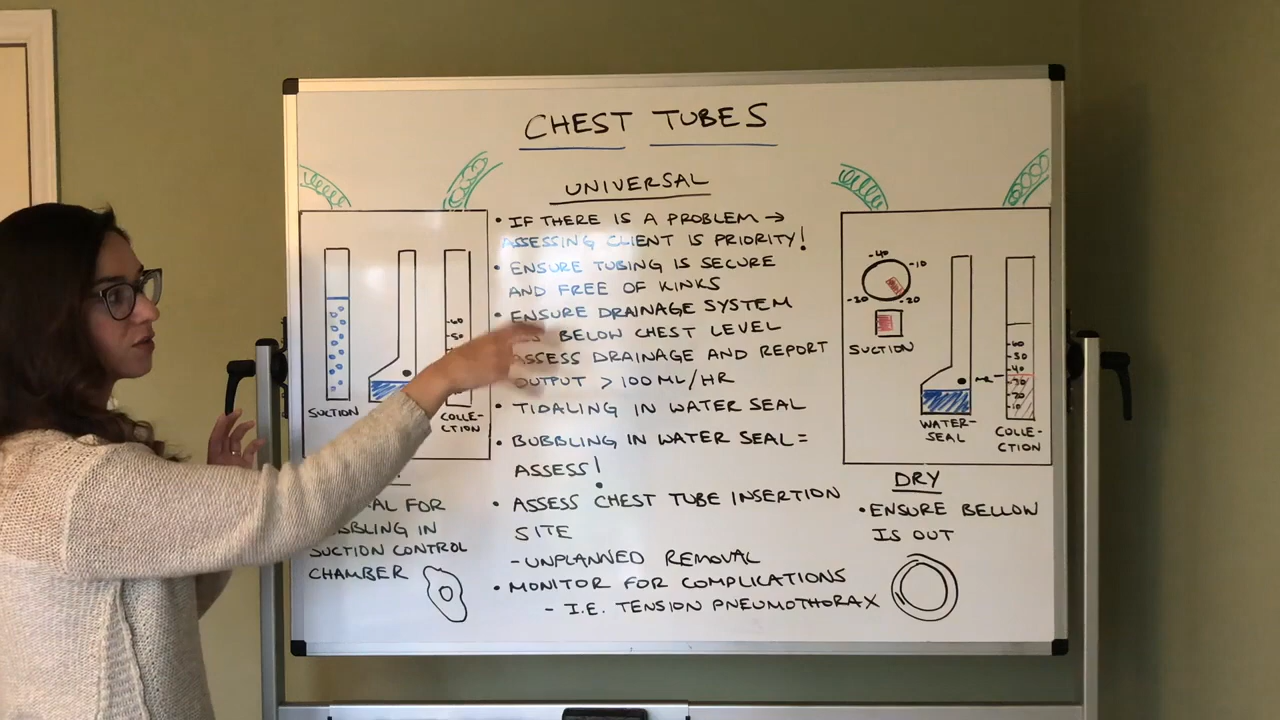 CHEST TUBES
UNIVERSAL
• IF THERE IS A PROBLEM →
ASSESSING CLIENT IS PRIORITY!
• ENSURE TUBING IS SECURE
AND FREE OF KINKS
• ENSURE DRAINAGE SYSTEM
BELOW CHEST LEVEL
ASSESS DRAINAGE AND REPORT
OUTPUT > 100 ML/HR
• TIDALING IN WATER SEAL
• BUBBLING IN WATER SEAL =
ASSESS!
• ASSESS CHEST TUBE INSERTION
SITE
- UNPLANNED REMOVAL
• MONITOR FOR COMPLICATIONS
- I.E. TENSION PNEUMOTHORAX
-60
-50
SUCTION
COLLE-
CTION
FOR
IN
SUCTION CONTROL
CHAMBER
-40
-10
-30
-20
SUCTION
-60
-50
-40
-30
-20
-10
WATER-
SEAL
COLLE-
CTION
DRY
• ENSURE BELLOW
IS OUT